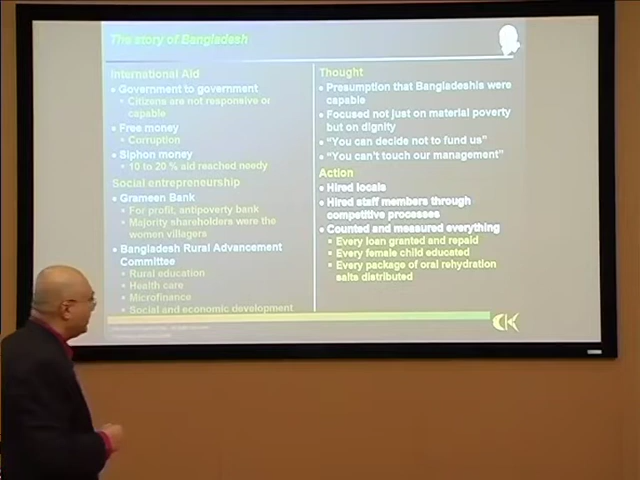 The story of Bangladesh
International Aid
Government to government
Citizens are not responsive or
capable
Free money
Corruption
Siphon money
10 to 20 % aid reached needy
Social entrepreneurship
Grameen Bank
For profit, antipoverty bank
Majority shareholders were the
women villagers
Bangladesh Rural Advancement
Committee
Rural education
Health care
Microfinance
Social and economic development
Thought
Presumption that Bangladeshis were
capable
Focused not just on material poverty
but on dignity
"You can decide not to fund us"
"You can't touch our management"
Action
Hired locals
Hired staff members through
competitive processes
Counted and measured everything
Every loan granted and repaid
Every female child educated
Every package of oral rehydration
salts distributed
CK